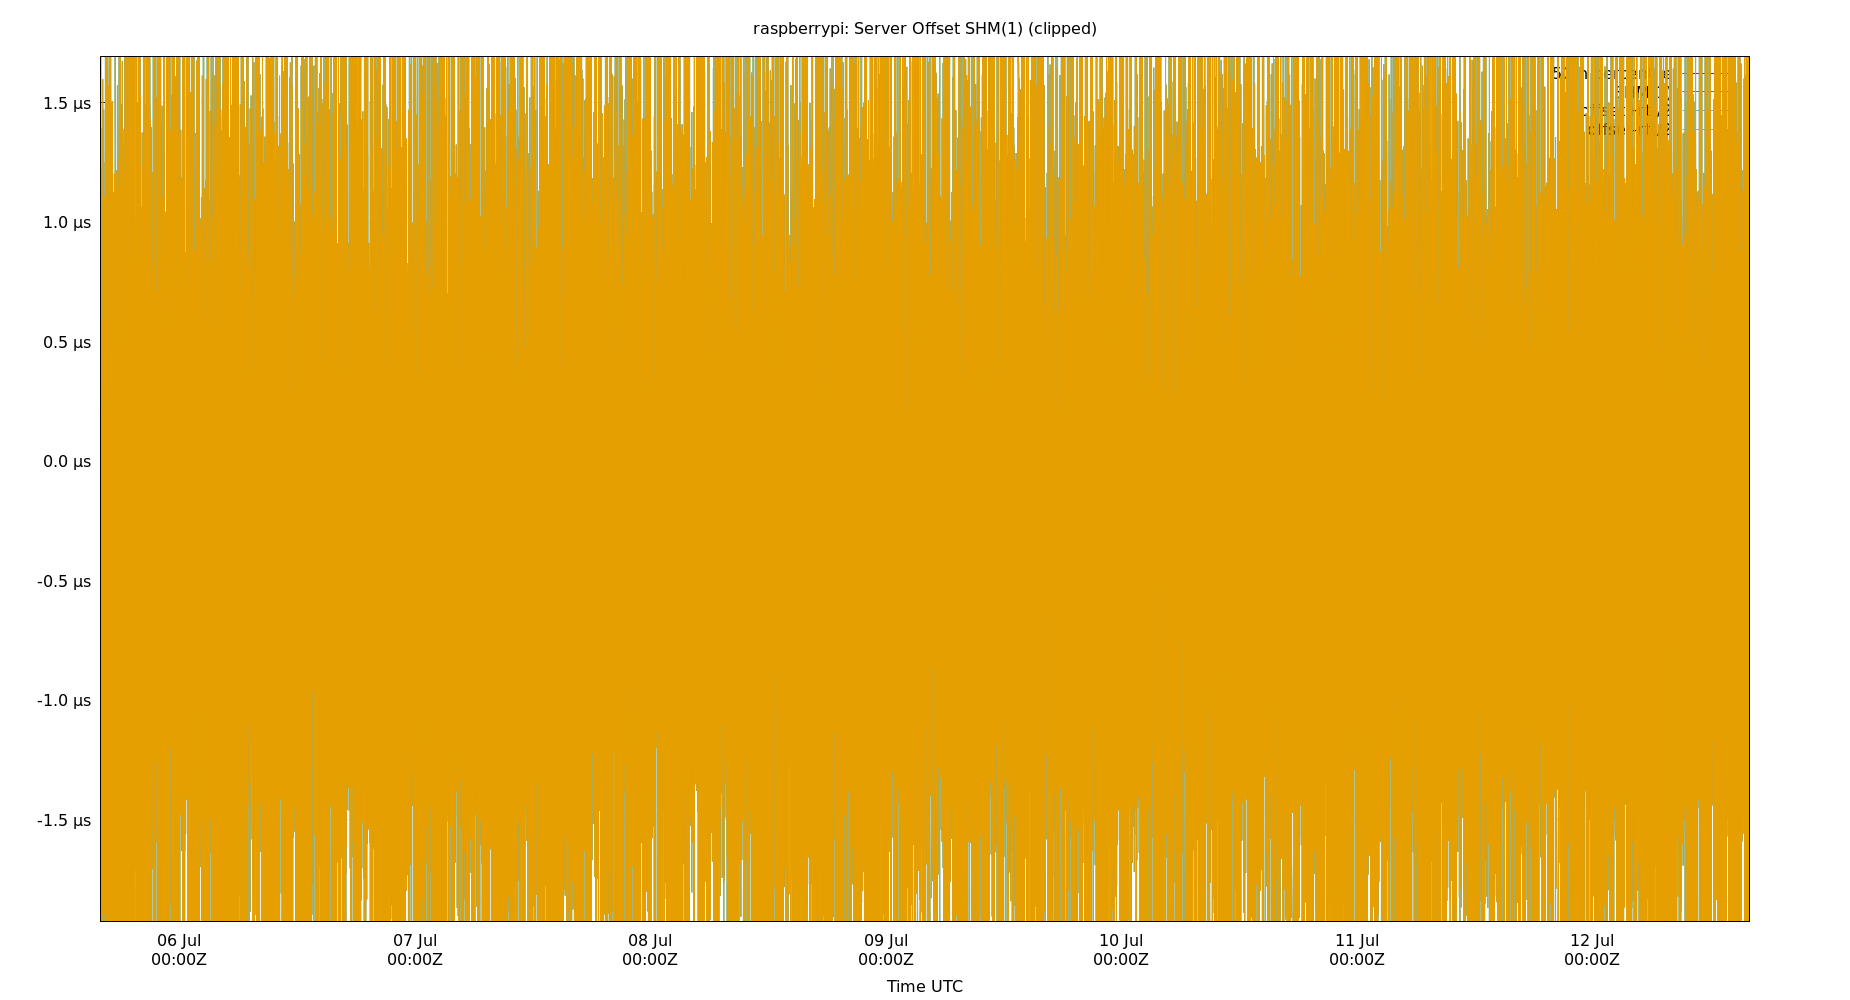 raspberrypi: Server Offset SHM(1) (clipped)
1.5 µs
1.0 µs
0.5 µs
0.0 µs
-0.5 µs
-1.0 µs
-1.5 µs
06 Jul 07 Jul 08 Jul 09 Jul 10 Jul 11 Jul 12 Jul
00:00Z 00:00Z 00:00Z 00:00Z 00:00Z 00:00Z 00:00Z
Time UTC